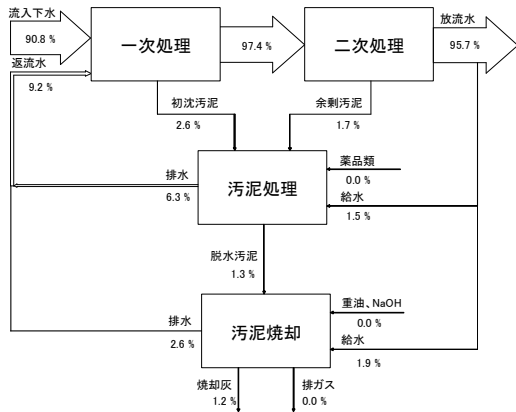 流入下水
90.8 %
返流水
9.2 %
一次処理
97.4 %
二次処理
放流水
95.7 %
初沈汚泥
2.6 %
余剰汚泥
1.7 %
排水
6.3 %
汚泥処理
薬品類
0.0 %
給水
1.5 %
脱水汚泥
1.3 %
排水
2.6 %
汚泥焼却
重油、NaOH
0.0 %
給水
1.9 %
焼却灰
1.2 %
排ガス
0.0 %